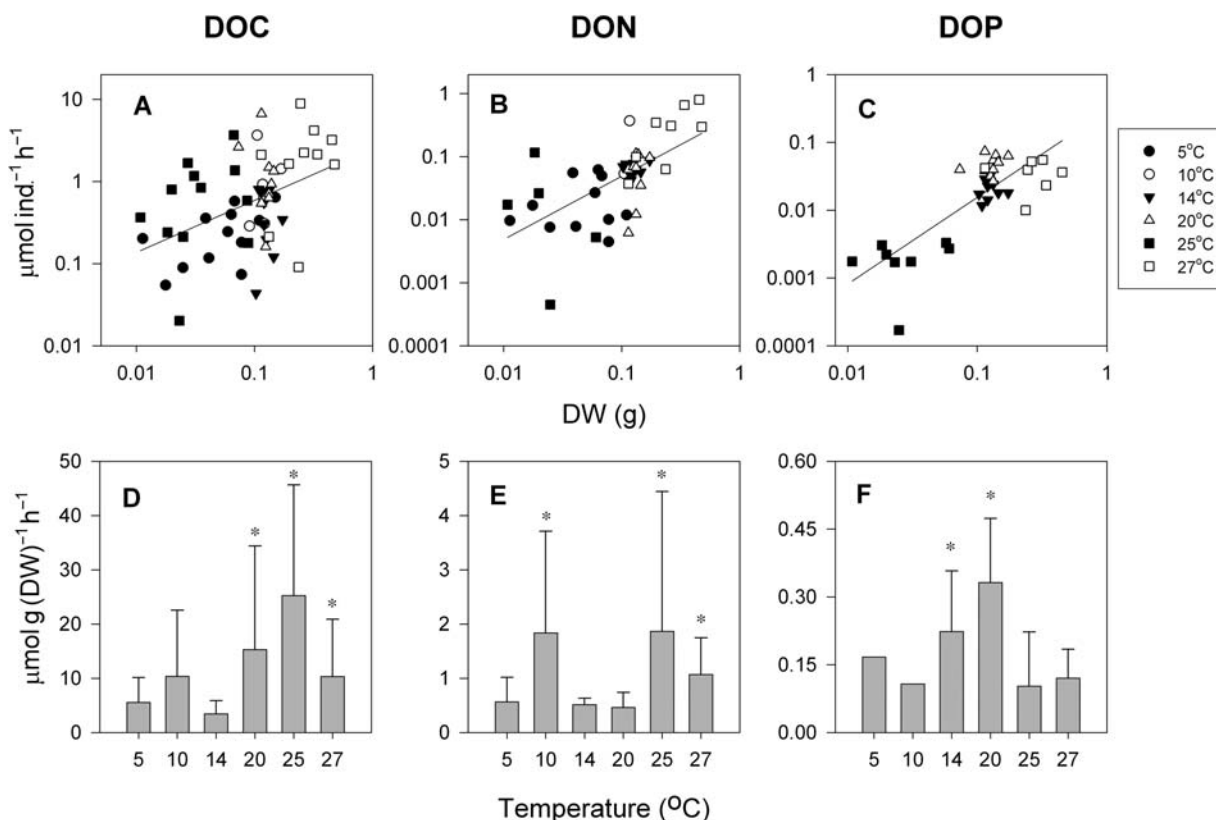 DOC DON DOP
A B C
μmol ind.⁻¹ h⁻¹
10
1
0.1
0.01
0.01 0.1 1
1
0.1
0.01
0.001
0.0001
0.01 0.1 1
1
0.1
0.01
0.001
0.0001
0.01 0.1 1
5°C
10°C
14°C
20°C
25°C
27°C
DW (g)
D E F
μmol g (DW)⁻¹ h⁻¹
50
40
30
20
10
0
* * *
5 10 14 20 25 27
5
4
3
2
1
0
* * *
5 10 14 20 25 27
0.60
0.45
0.30
0.15
0.00
* *
5 10 14 20 25 27
Temperature (°C)